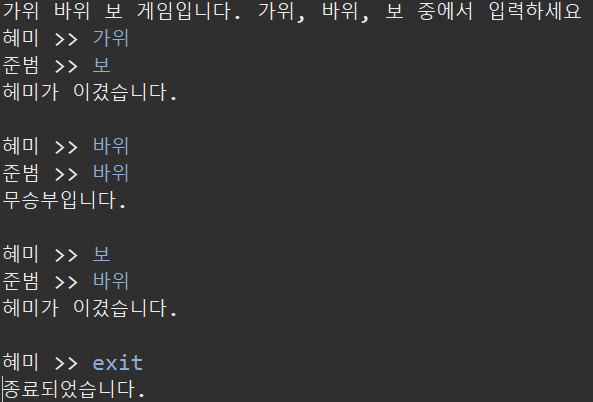 가위 바위 보 게임입니다. 가위, 바위, 보 중에서 입력하세요
혜미 >> 가위
준범 >> 보
헤미가 이겼습니다.
혜미 >> 바위
준범 >> 바위
무승부입니다.
혜미 >> 보
준범 >> 바위
헤미가 이겼습니다.
혜미 >> exit
종료되었습니다.